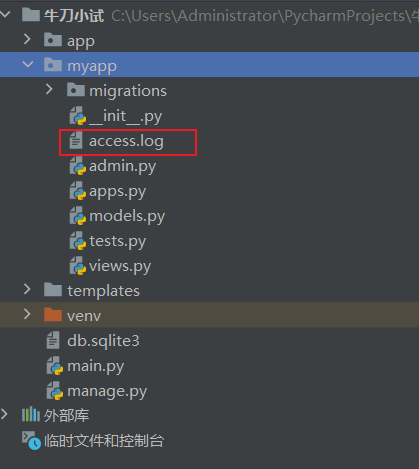 牛刀小试 C:\Users\Administrator\PycharmProjects\牛
app
myapp
migrations
__init__.py
access.log
admin.py
apps.py
models.py
tests.py
views.py
templates
venv
db.sqlite3
main.py
manage.py
外部库
临时文件和控制台